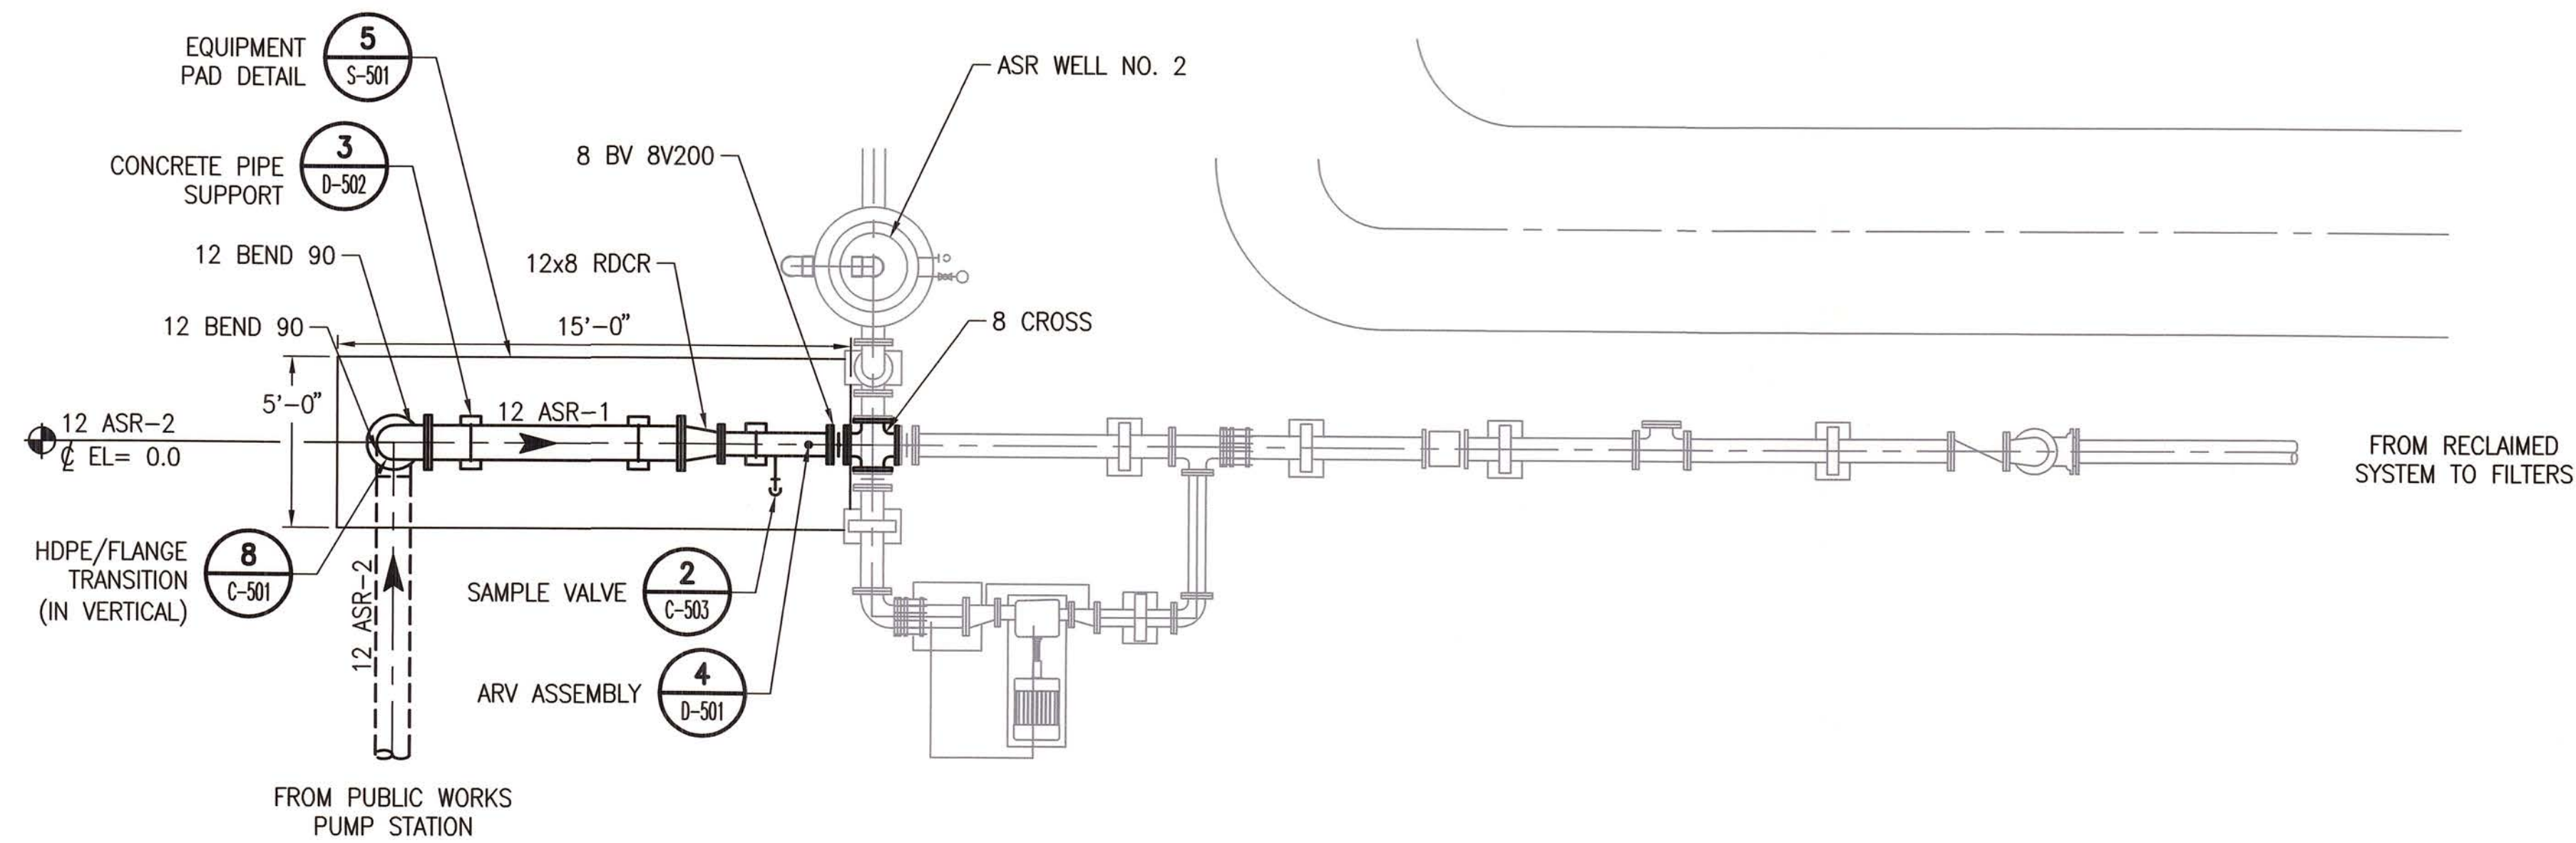 EQUIPMENT
PAD DETAIL
5
S-501
ASR WELL NO. 2
CONCRETE PIPE
SUPPORT
3
D-502
8 BV 8V200
12 BEND 90
12x8 RDCR
12 BEND 90
15'-0"
8 CROSS
5'-0"
12 ASR-2
℄ EL= 0.0
12 ASR-1
FROM RECLAIMED
SYSTEM TO FILTERS
HDPE/FLANGE
TRANSITION
(IN VERTICAL)
8
C-501
12 ASR-2
SAMPLE VALVE
2
C-503
ARV ASSEMBLY
4
D-501
FROM PUBLIC WORKS
PUMP STATION